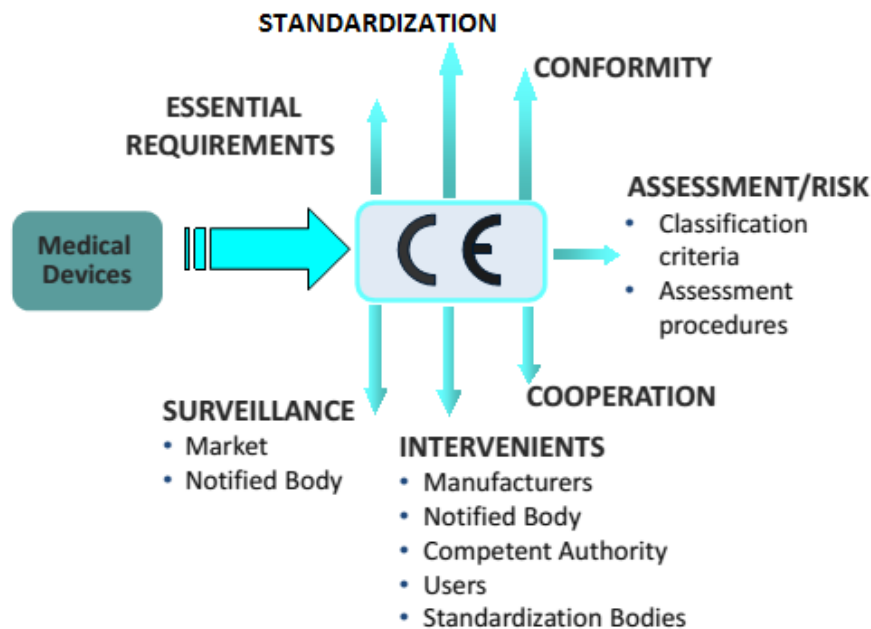 STANDARDIZATION
CONFORMITY
ESSENTIAL
REQUIREMENTS
ASSESSMENT/RISK
• Classification
criteria
• Assessment
procedures
Medical
Devices
CE
COOPERATION
SURVEILLANCE
• Market
• Notified Body
INTERVENIENTS
• Manufacturers
• Notified Body
• Competent Authority
• Users
• Standardization Bodies